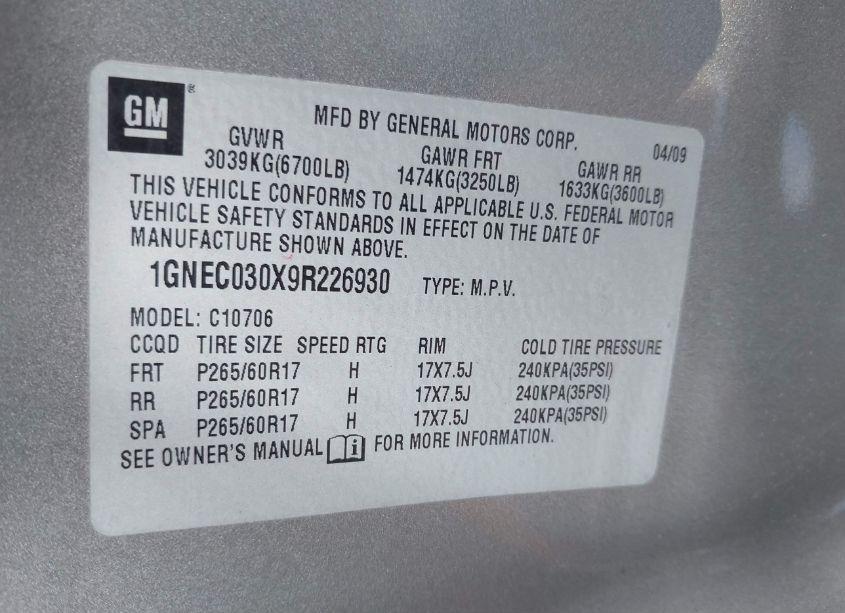 GM ®
MFD BY GENERAL MOTORS CORP. 04/09
GVWR GAWR FRT GAWR RR
3039KG(6700LB) 1474KG(3250LB) 1633KG(3600LB)
THIS VEHICLE CONFORMS TO ALL APPLICABLE U.S. FEDERAL MOTOR
VEHICLE SAFETY STANDARDS IN EFFECT ON THE DATE OF
MANUFACTURE SHOWN ABOVE.
1GNEC030X9R226930 TYPE: M.P.V.
MODEL: C10706
CCQD TIRE SIZE SPEED RTG RIM COLD TIRE PRESSURE
FRT P265/60R17 H 17X7.5J 240KPA(35PSI)
RR P265/60R17 H 17X7.5J 240KPA(35PSI)
SPA P265/60R17 H 17X7.5J 240KPA(35PSI)
SEE OWNER'S MANUAL i FOR MORE INFORMATION.